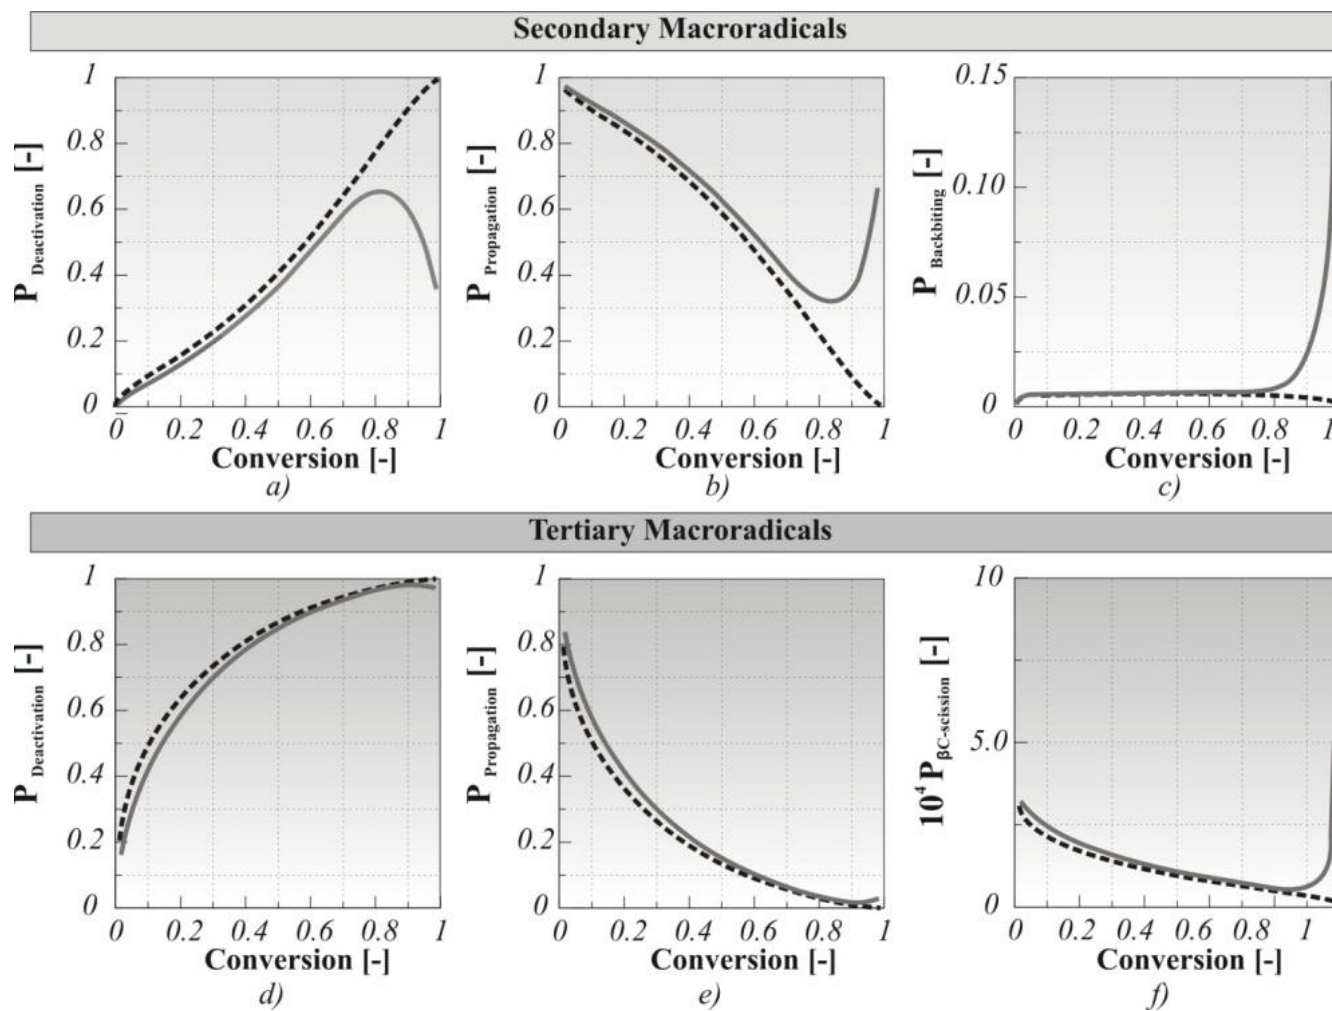 Secondary Macroradicals
1 0.8 0.6 0.4 0.2 0
P Deactivation [-]
0 0.2 0.4 0.6 0.8 1
Conversion [-]
a)
1 0.8 0.6 0.4 0.2 0
P Propagation [-]
0 0.2 0.4 0.6 0.8 1
Conversion [-]
b)
0.15 0.10 0.05 0
P Backbiting [-]
0 0.2 0.4 0.6 0.8 1
Conversion [-]
c)
Tertiary Macroradicals
1 0.8 0.6 0.4 0.2 0
P Deactivation [-]
0 0.2 0.4 0.6 0.8 1
Conversion [-]
d)
1 0.8 0.6 0.4 0.2 0
P Propagation [-]
0 0.2 0.4 0.6 0.8 1
Conversion [-]
e)
10 5.0 0
10⁴ P βC-scission [-]
0 0.2 0.4 0.6 0.8 1
Conversion [-]
f)